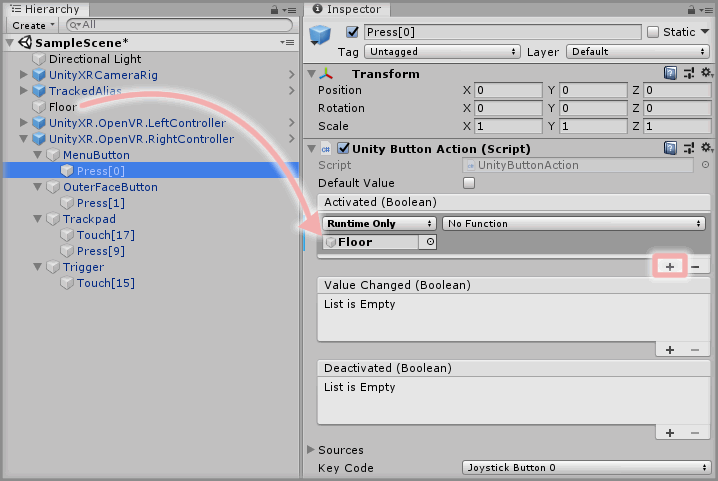 Hierarchy
Create
All
SampleScene*
Directional Light
UnityXRCameraRig
TrackedAlias
Floor
UnityXR.OpenVR.LeftController
UnityXR.OpenVR.RightController
MenuButton
Press[0]
OuterFaceButton
Press[1]
Trackpad
Touch[17]
Press[9]
Trigger
Touch[15]
Inspector
Press[0] Static
Tag Untagged Layer Default
Transform
Position X 0 Y 0 Z 0
Rotation X 0 Y 0 Z 0
Scale X 1 Y 1 Z 1
Unity Button Action (Script)
Script UnityButtonAction
Default Value
Activated (Boolean)
Runtime Only No Function
Floor
Value Changed (Boolean)
List is Empty
Deactivated (Boolean)
List is Empty
Sources
Key Code Joystick Button 0